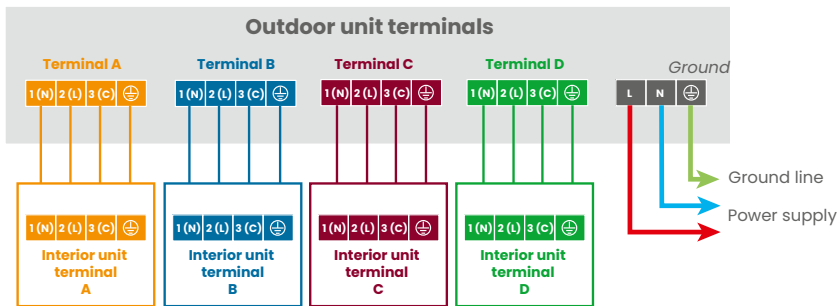 Outdoor unit terminals
Terminal A
Terminal B
Terminal C
Terminal D
Ground
1 (N) 2 (L) 3 (C)
1 (N) 2 (L) 3 (C)
1 (N) 2 (L) 3 (C)
1 (N) 2 (L) 3 (C)
L N
Ground line
Power supply
1 (N) 2 (L) 3 (C)
1 (N) 2 (L) 3 (C)
1 (N) 2 (L) 3 (C)
1 (N) 2 (L) 3 (C)
Interior unit
terminal
A
Interior unit
terminal
B
Interior unit
terminal
C
Interior unit
terminal
D